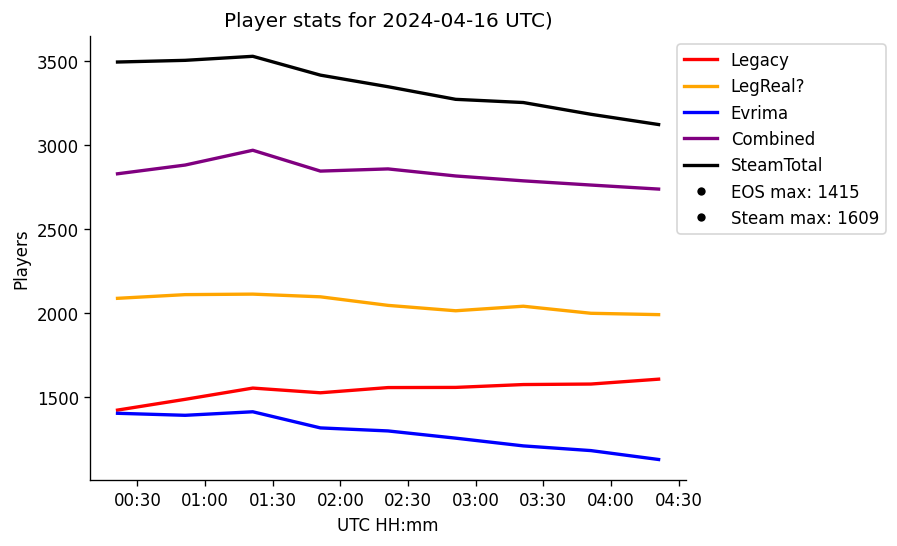 Player stats for 2024-04-16 UTC)
3500
3000
2500
2000
1500
Players
00:30 01:00 01:30 02:00 02:30 03:00 03:30 04:00 04:30
UTC HH:mm
Legacy
LegReal?
Evrima
Combined
SteamTotal
EOS max: 1415
Steam max: 1609